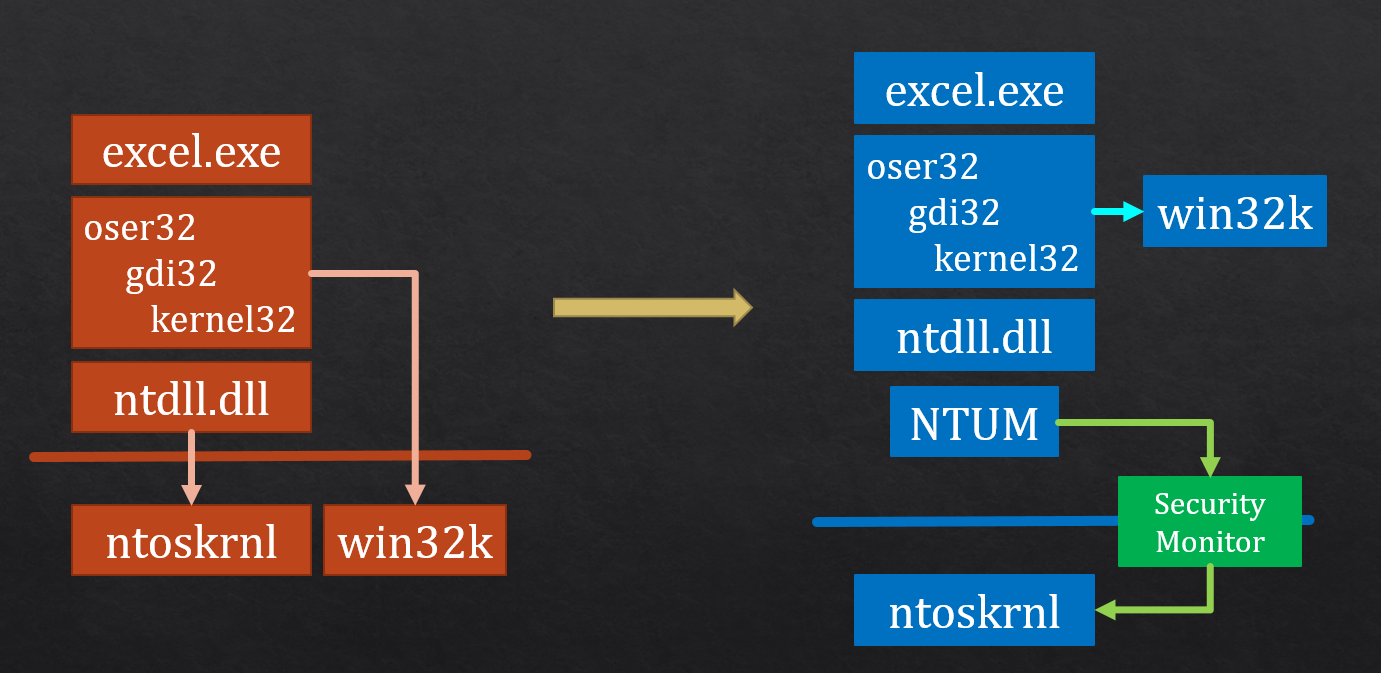 excel.exe
oser32
gdi32
kernel32
ntdll.dll
ntoskrnl
win32k
excel.exe
oser32
gdi32
kernel32
win32k
ntdll.dll
NTUM
Security
Monitor
ntoskrnl